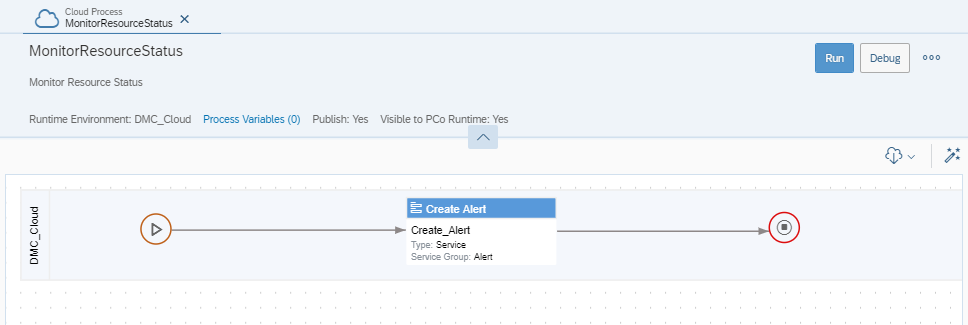 Cloud Process
MonitorResourceStatus
MonitorResourceStatus
Run
Debug
Monitor Resource Status
Runtime Environment: DMC_Cloud Process Variables (0) Publish: Yes Visible to PCo Runtime: Yes
DMC_Cloud
Create Alert
Create_Alert
Type: Service
Service Group: Alert